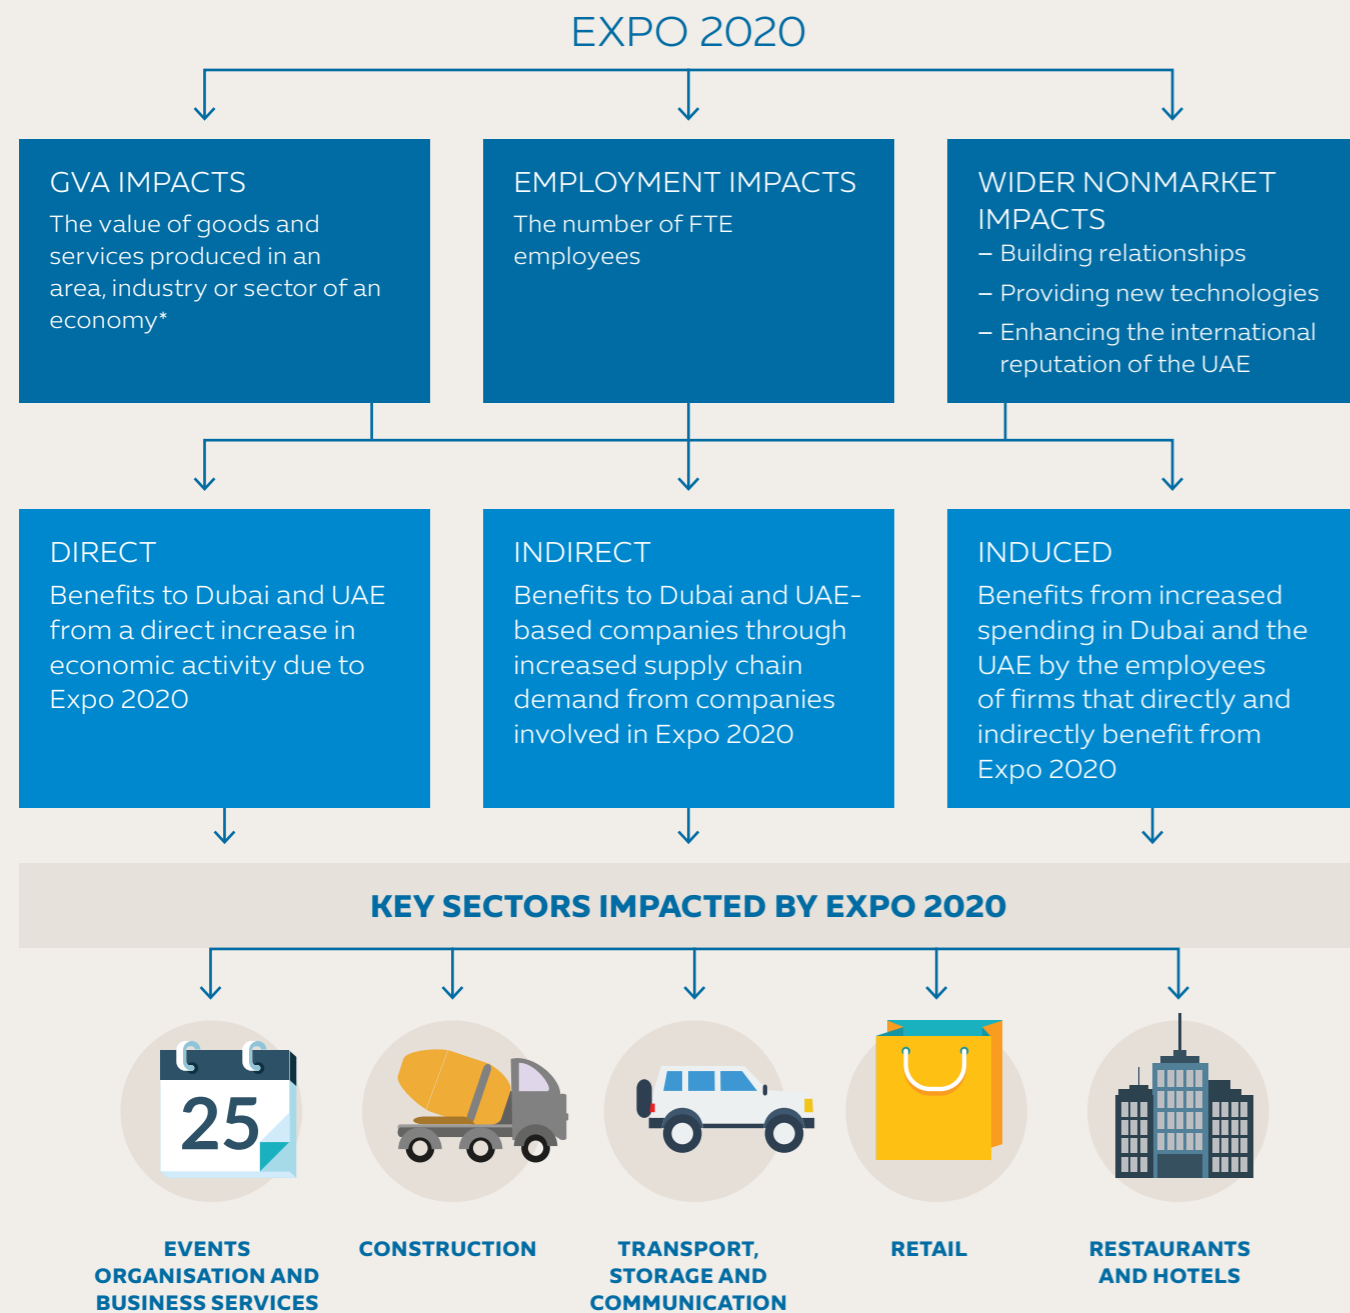 EXPO 2020
GVA IMPACTS
The value of goods and
services produced in an
area, industry or sector of an
economy*
EMPLOYMENT IMPACTS
The number of FTE
employees
WIDER NONMARKET
IMPACTS
– Building relationships
– Providing new technologies
– Enhancing the international
reputation of the UAE
DIRECT
Benefits to Dubai and UAE
from a direct increase in
economic activity due to
Expo 2020
INDIRECT
Benefits to Dubai and UAE-
based companies through
increased supply chain
demand from companies
involved in Expo 2020
INDUCED
Benefits from increased
spending in Dubai and the
UAE by the employees
of firms that directly and
indirectly benefit from
Expo 2020
KEY SECTORS IMPACTED BY EXPO 2020
25
EVENTS
ORGANISATION AND
BUSINESS SERVICES
CONSTRUCTION
TRANSPORT,
STORAGE AND
COMMUNICATION
RETAIL
RESTAURANTS
AND HOTELS